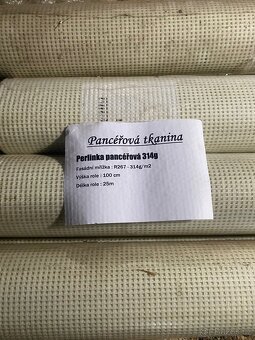 Pancéřová tkanina
Perlinka pancéřová 314g
Fasádní mřížka : R267 - 314g/m2
Výška role : 100 cm
Délka role : 25m